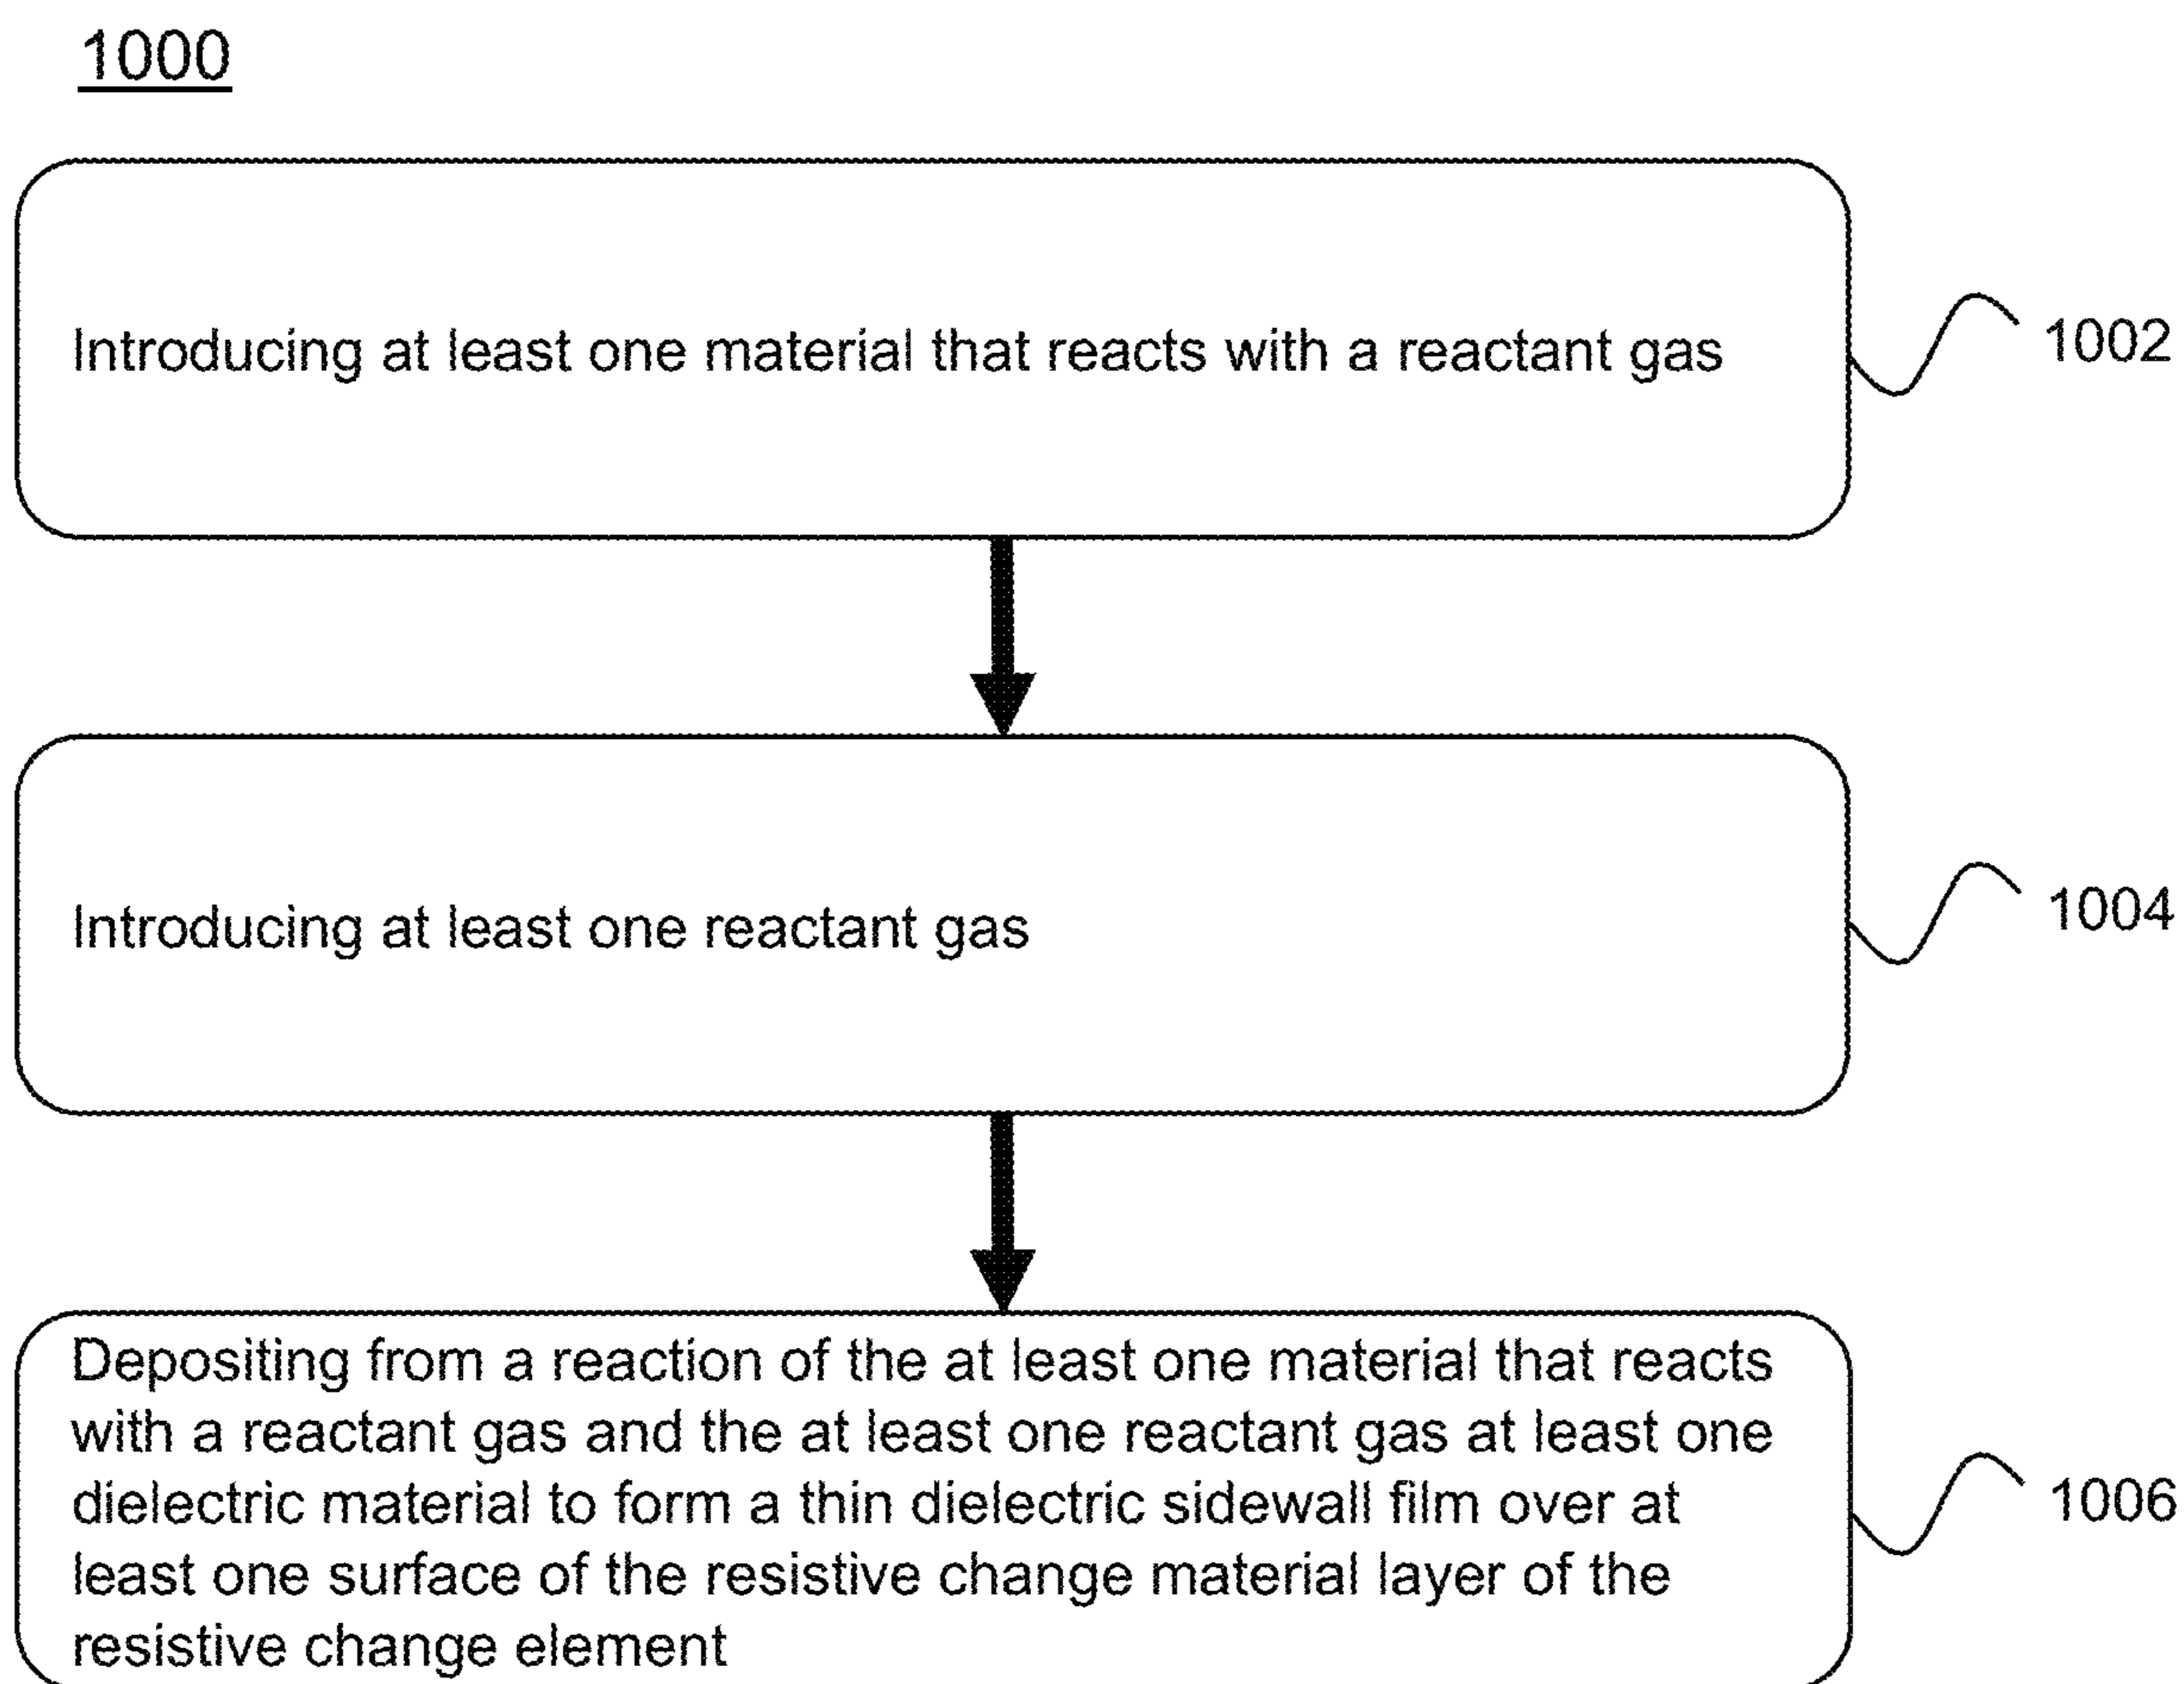 1000
Introducing at least one material that reacts with a reactant gas
1002
Introducing at least one reactant gas
1004
Depositing from a reaction of the at least one material that reacts
with a reactant gas and the at least one reactant gas at least one
dielectric material to form a thin dielectric sidewall film over at
least one surface of the resistive change material layer of the
resistive change element
1006